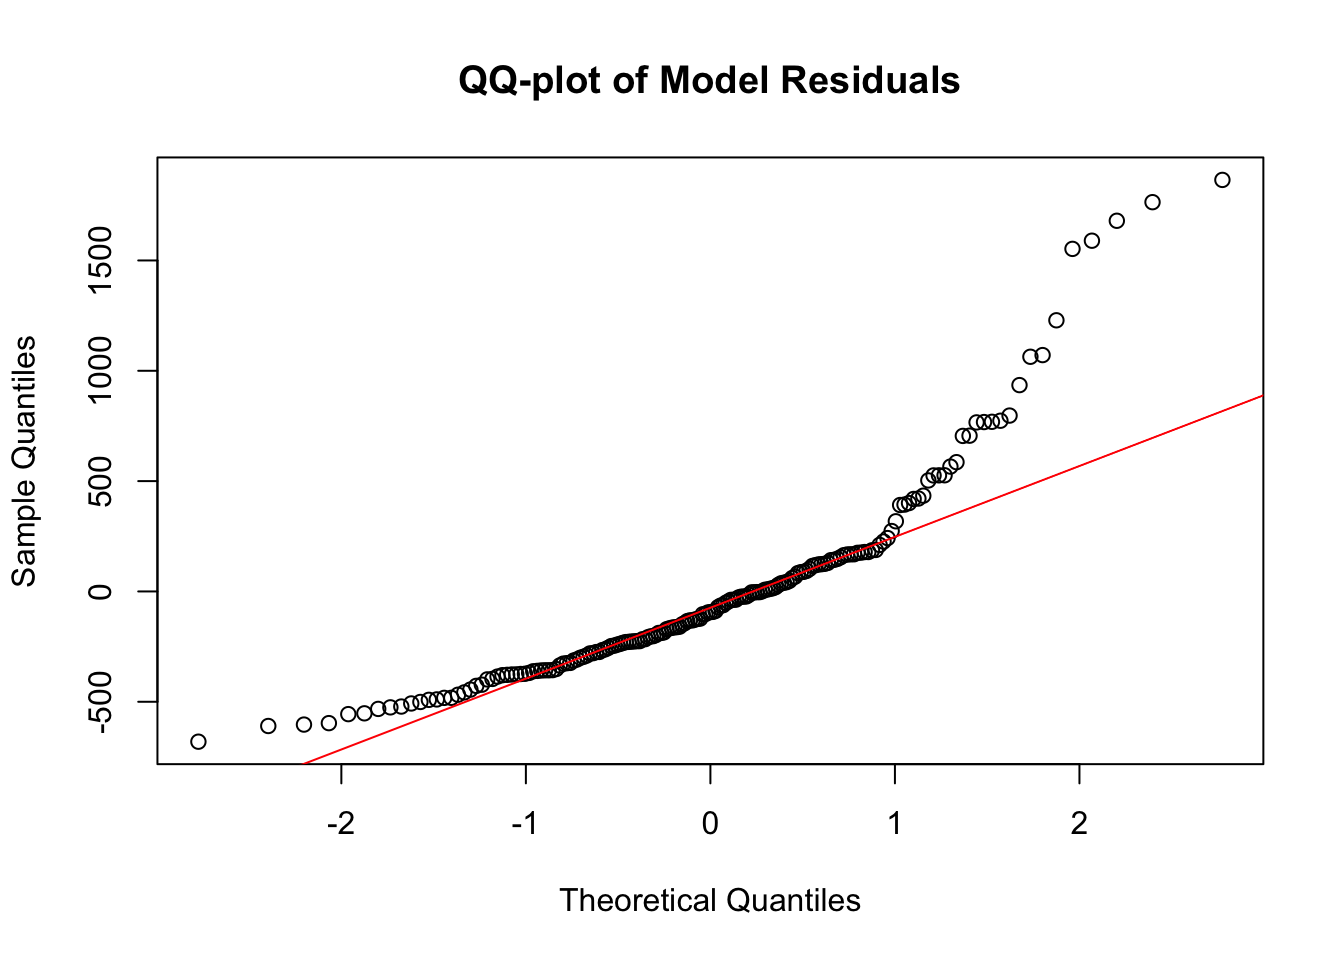 QQ-plot of Model Residuals
Sample Quantiles
1500
1000
500
0
-500
-2 -1 0 1 2
Theoretical Quantiles